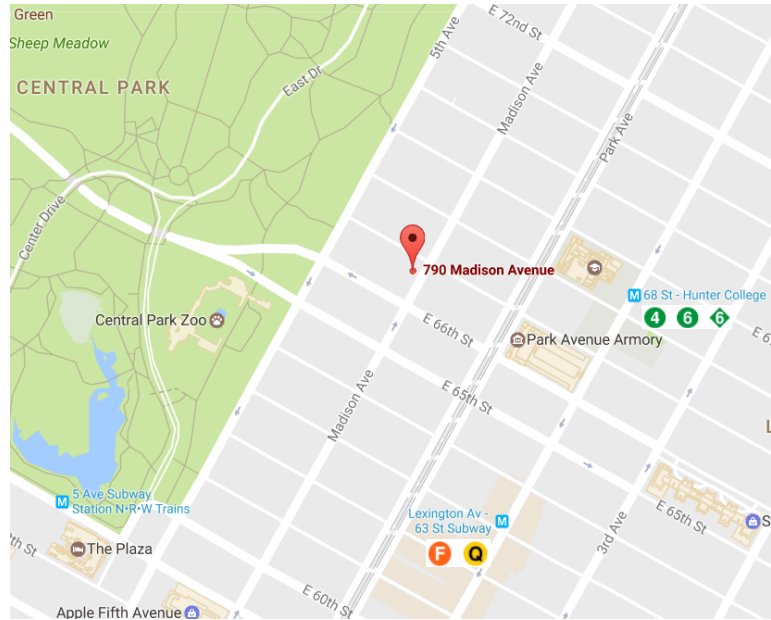 Green
Sheep Meadow
CENTRAL PARK
East Dr
5th Ave
E 72nd St
Madison Ave
Park Ave
Center Drive
790 Madison Avenue
M 68 St - Hunter College
4 6 6
Central Park Zoo
E 66th St
Park Avenue Armory
E 65th St
Madison Ave
M 5 Ave Subway
Station N•R•W Trains
Lexington Av -
63 St Subway M
F Q
3rd Ave
E 65th St
The Plaza
E 60th St
Apple Fifth Avenue